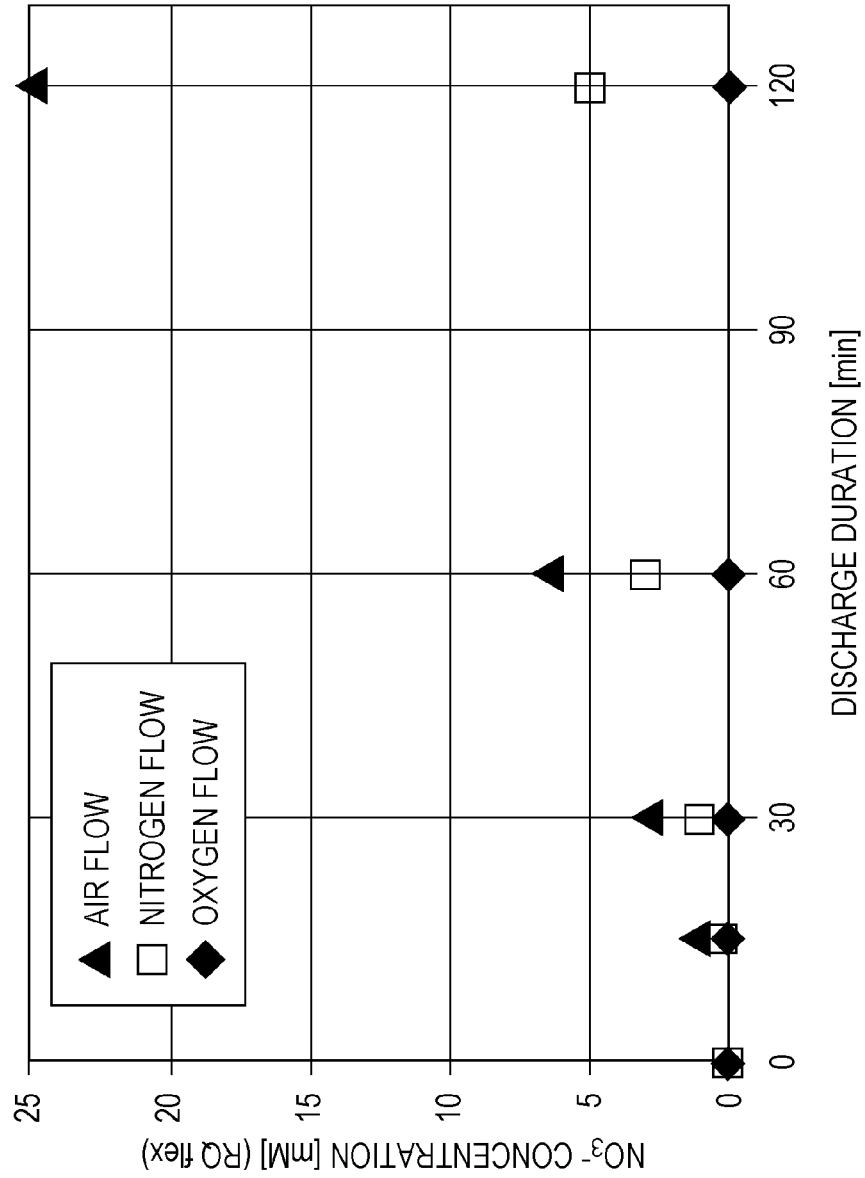 25
20
15
10
5
0
NO₃⁻ CONCENTRATION [mM] (RQ flex)
AIR FLOW
NITROGEN FLOW
OXYGEN FLOW
0
30
60
90
120
DISCHARGE DURATION [min]